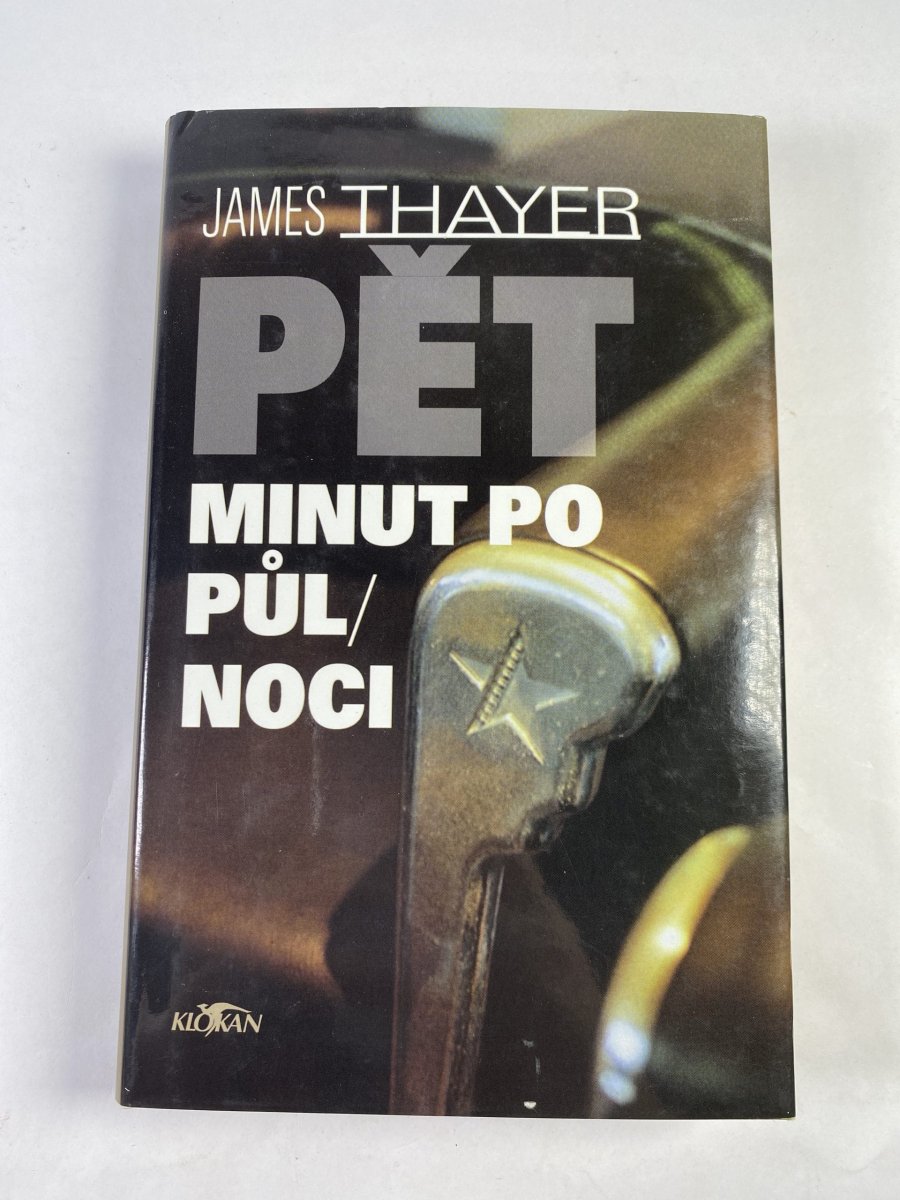 JAMES THAYER
PĚT
MINUT PO
PŮL/
NOCI
KLOKAN